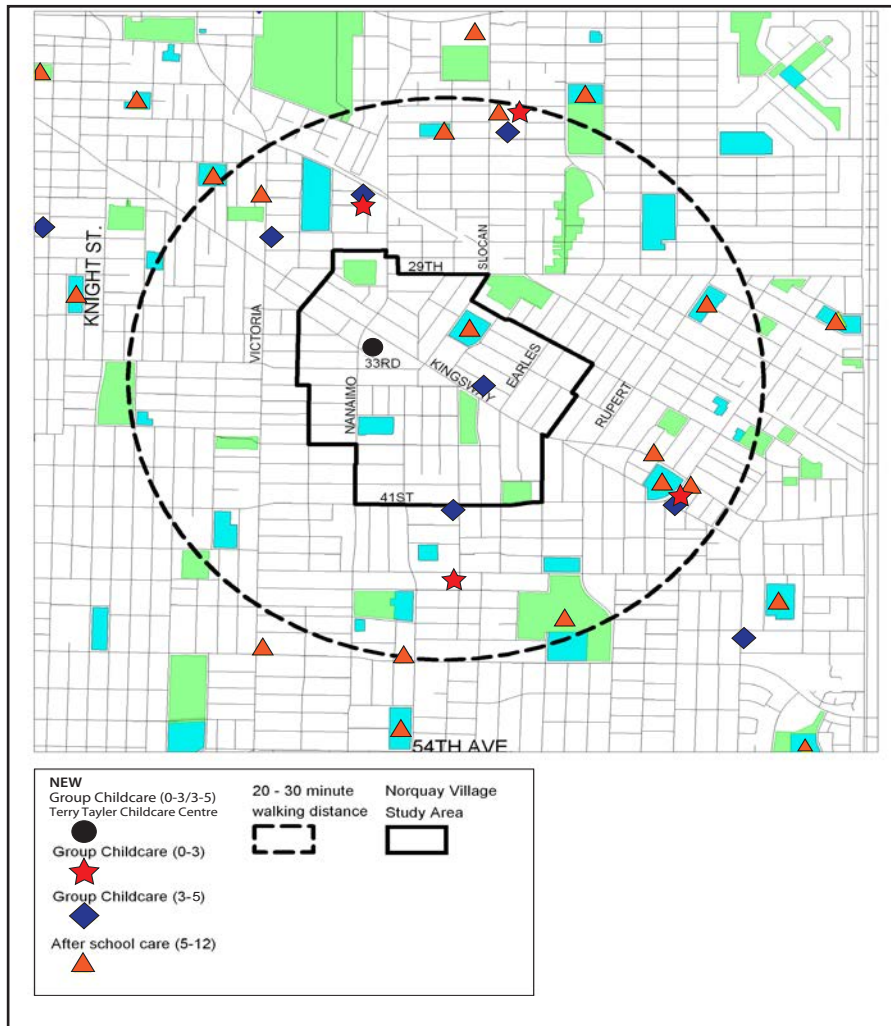 29TH
SLOCAN
KNIGHT ST.
VICTORIA
33RD
KINGSWAY
EARLES
NANAIMO
RUPERT
41ST
54TH AVE
NEW
Group Childcare (0-3/3-5)
Terry Tayler Childcare Centre
Group Childcare (0-3)
Group Childcare (3-5)
After school care (5-12)
20 - 30 minute
walking distance
Norquay Village
Study Area